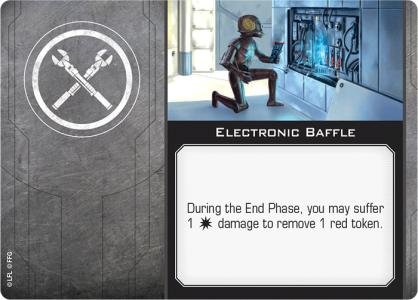 ELECTRONIC BAFFLE
During the End Phase, you may suffer
1 damage to remove 1 red token.
© LFL © FFG